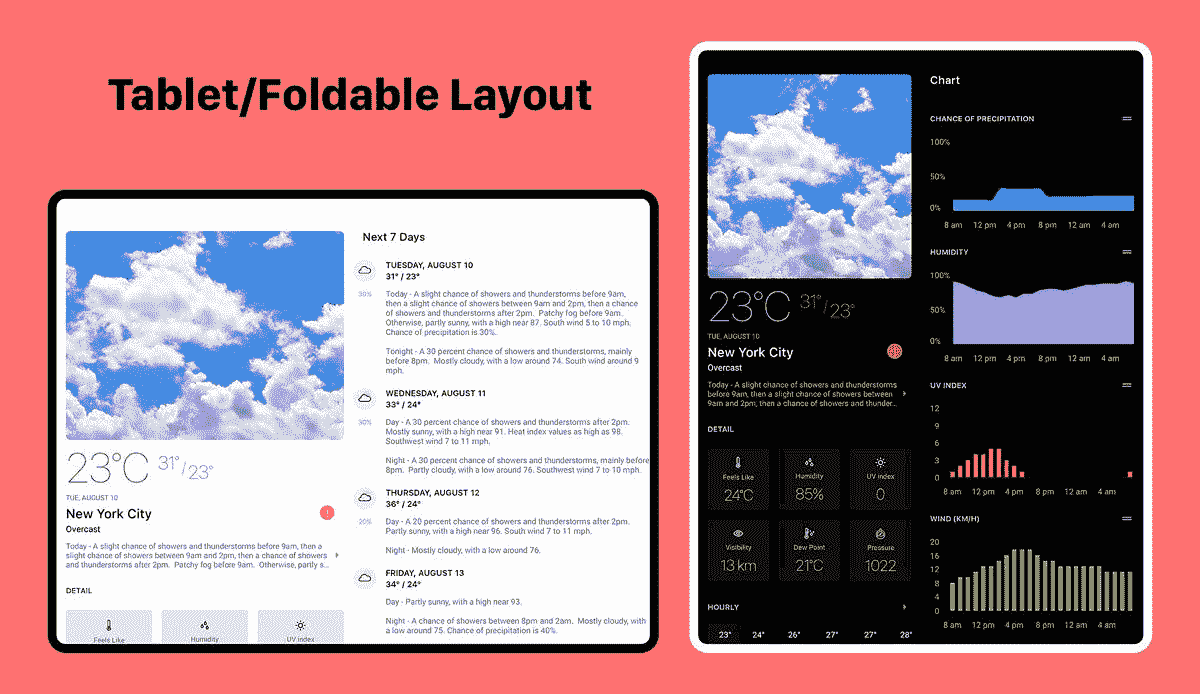 Tablet/Foldable Layout
23°C 31°/23°
TUE, AUGUST 10
New York City
Overcast
Today - A slight chance of showers and thunderstorms before 9am, then a
slight chance of showers between 9am and 2pm, then a chance of showers and
thunderstorms after 2pm. Patchy fog before 9am. Otherwise, partly s...
DETAIL
Feels Like
Humidity
UV index
Next 7 Days
TUESDAY, AUGUST 10
31° / 23°
30%
Today - A slight chance of showers and thunderstorms before 9am,
then a slight chance of showers between 9am and 2pm, then a chance
of showers and thunderstorms after 2pm. Patchy fog before 9am.
Otherwise, partly sunny, with a high near 87. South wind 5 to 10 mph.
Chance of precipitation is 30%.
Tonight - A 30 percent chance of showers and thunderstorms, mainly
before 8pm. Mostly cloudy, with a low around 74. South wind around 9
mph.
WEDNESDAY, AUGUST 11
33° / 24°
30%
Day - A 30 percent chance of showers and thunderstorms after 2pm.
Mostly sunny, with a high near 91. Heat index values as high as 98.
Southwest wind 7 to 11 mph.
Night - A 30 percent chance of showers and thunderstorms, mainly before
8pm. Partly cloudy, with a low around 76. Southwest wind 7 to 10 mph.
THURSDAY, AUGUST 12
36° / 24°
20%
Day - A 20 percent chance of showers and thunderstorms after 2pm.
Partly sunny, with a high near 96. South wind 7 to 11 mph.
Night - Mostly cloudy, with a low around 76.
FRIDAY, AUGUST 13
34° / 24°
Day - Partly sunny, with a high near 93.
Night - A chance of showers between 8pm and 2am. Mostly cloudy, with
a low around 75. Chance of precipitation is 40%.
23°C 31°/23°
TUE, AUGUST 10
New York City
Overcast
Today - A slight chance of showers and thunderstorms
before 9am, then a slight chance of showers between
9am and 2pm, then a chance of showers and thunder...
DETAIL
Feels Like
24°C
Humidity
85%
UV index
0
Visibility
13 km
Dew Point
21°C
Pressure
1022
HOURLY
23° 24° 26° 27° 27° 28°
Chart
CHANCE OF PRECIPITATION
100%
50%
0%
8 am 12 pm 4 pm 8 pm 12 am 4 am
HUMIDITY
100%
50%
0%
8 am 12 pm 4 pm 8 pm 12 am 4 am
UV INDEX
12
9
6
3
0
8 am 12 pm 4 pm 8 pm 12 am 4 am
WIND (KM/H)
20
16
12
8
4
0
8 am 12 pm 4 pm 8 pm 12 am 4 am